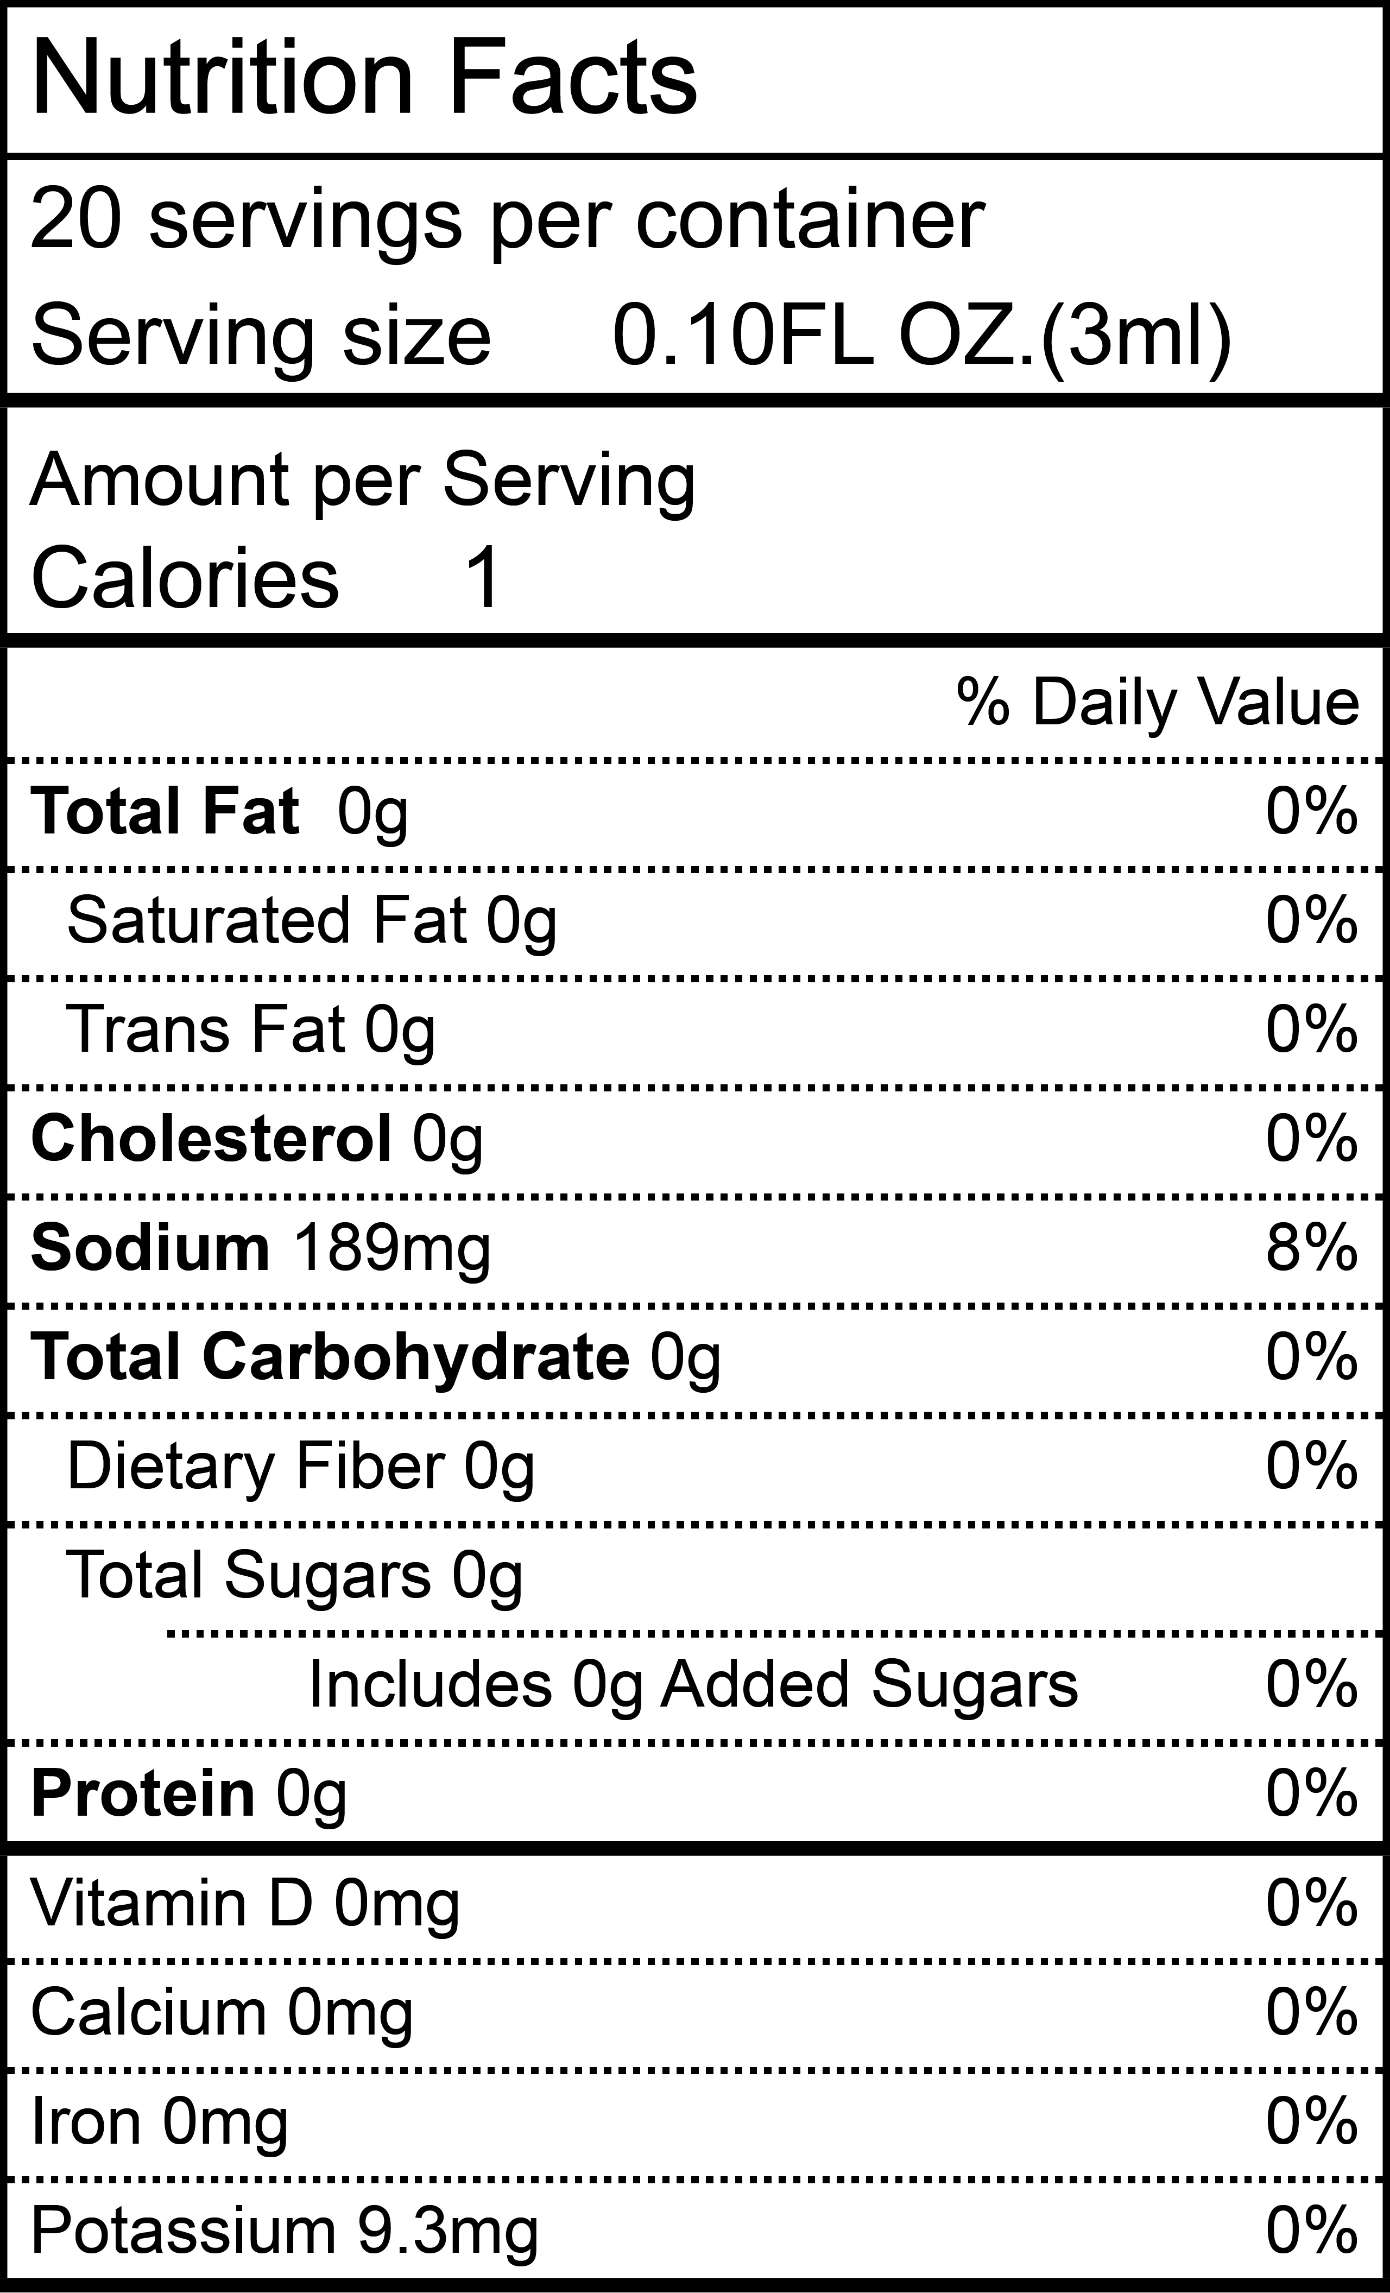 Nutrition Facts
20 servings per container
Serving size 0.10FL OZ.(3ml)
Amount per Serving
Calories 1
% Daily Value
Total Fat 0g 0%
Saturated Fat 0g 0%
Trans Fat 0g 0%
Cholesterol 0g 0%
Sodium 189mg 8%
Total Carbohydrate 0g 0%
Dietary Fiber 0g 0%
Total Sugars 0g
Includes 0g Added Sugars 0%
Protein 0g 0%
Vitamin D 0mg 0%
Calcium 0mg 0%
Iron 0mg 0%
Potassium 9.3mg 0%